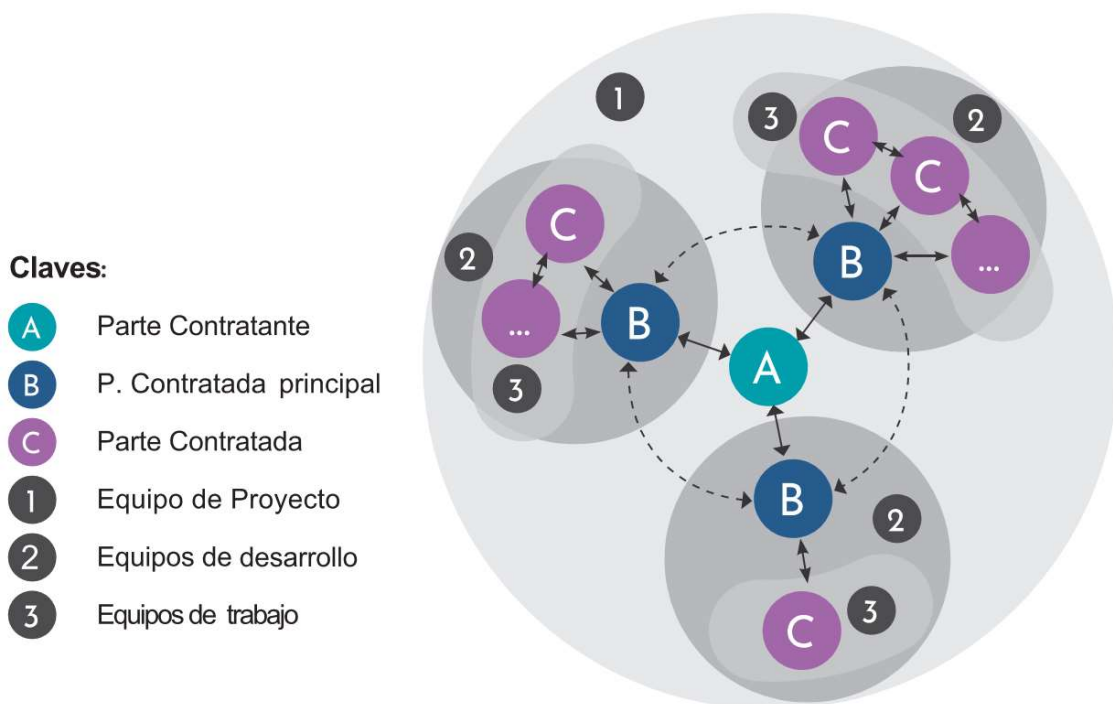 Claves:
A Parte Contratante
B P. Contratada principal
C Parte Contratada
1 Equipo de Proyecto
2 Equipos de desarrollo
3 Equipos de trabajo
1
3
C
2
C
B
...
2
C
...
B
3
A
B
2
C
3